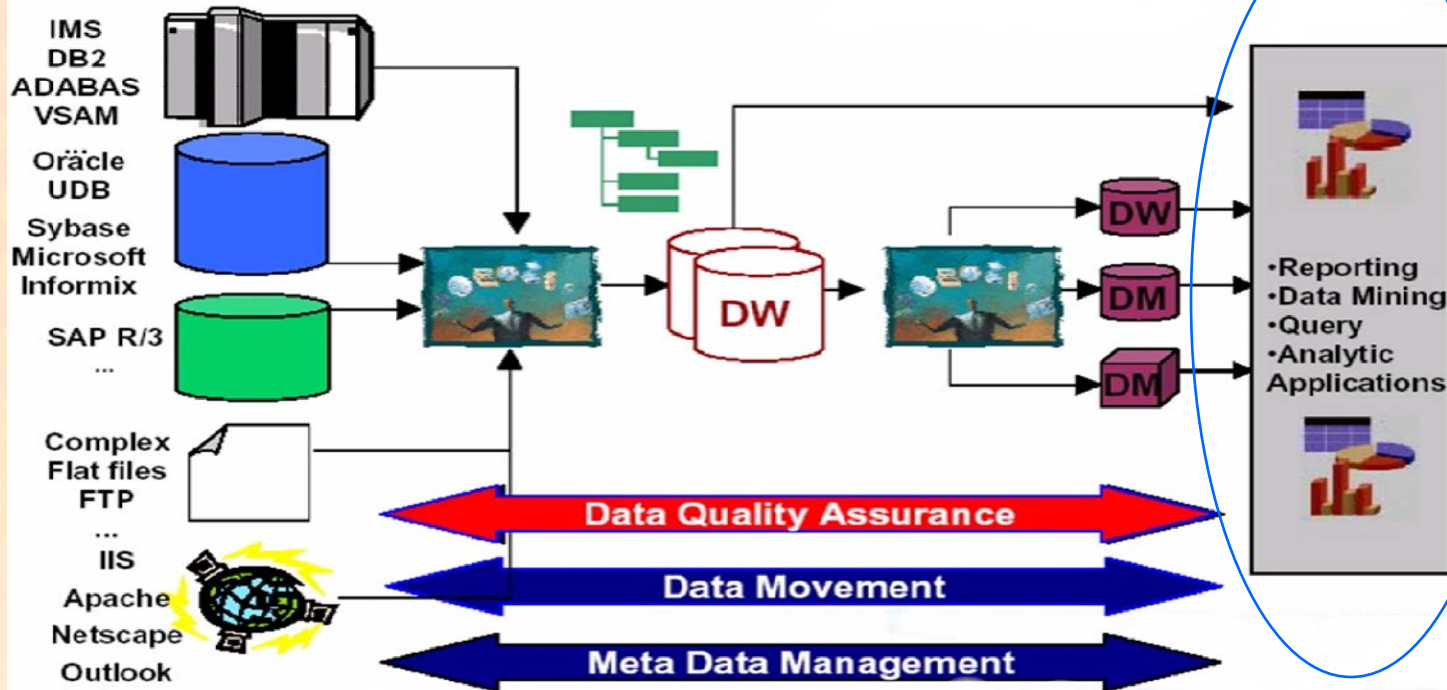 IMS
DB2
ADABAS
VSAM
...
Oracle
UDB
Sybase
Microsoft
Informix
SAP R/3
...
Complex
Flat files
FTP
...
IIS
Apache
Netscape
Outlook
DW
DW
DM
DM
•Reporting
•Data Mining
•Query
•Analytic
Applications
Data Quality Assurance
Data Movement
Meta Data Management